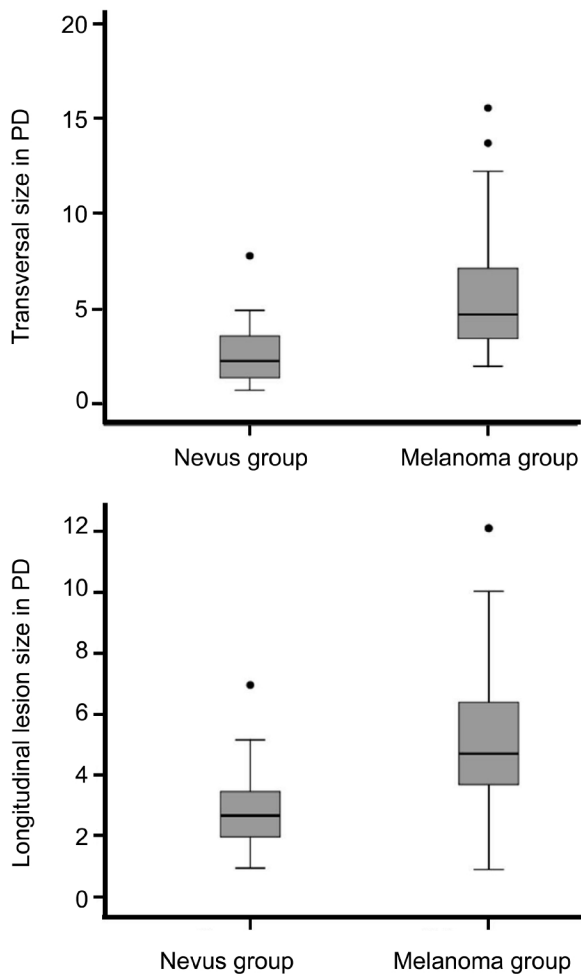 Transversal size in PD
20
15
10
5
0
Nevus group
Melanoma group
Longitudinal lesion size in PD
12
10
8
6
4
2
0
Nevus group
Melanoma group